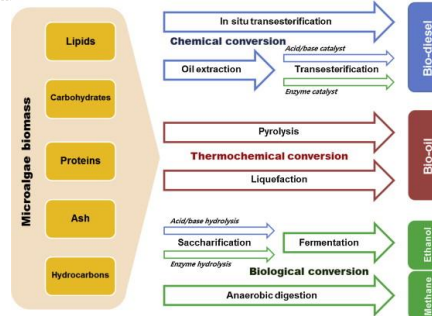 Microalgae biomass
Lipids
Carbohydrates
Proteins
Ash
Hydrocarbons
In situ transesterification
Chemical conversion
Oil extraction
Acid/base catalyst
Transesterification
Enzyme catalyst
Bio-diesel
Pyrolysis
Thermochemical conversion
Liquefaction
Bio-oil
Acid/base hydrolysis
Saccharification
Enzyme hydrolysis
Fermentation
Ethanol
Biological conversion
Anaerobic digestion
Methane